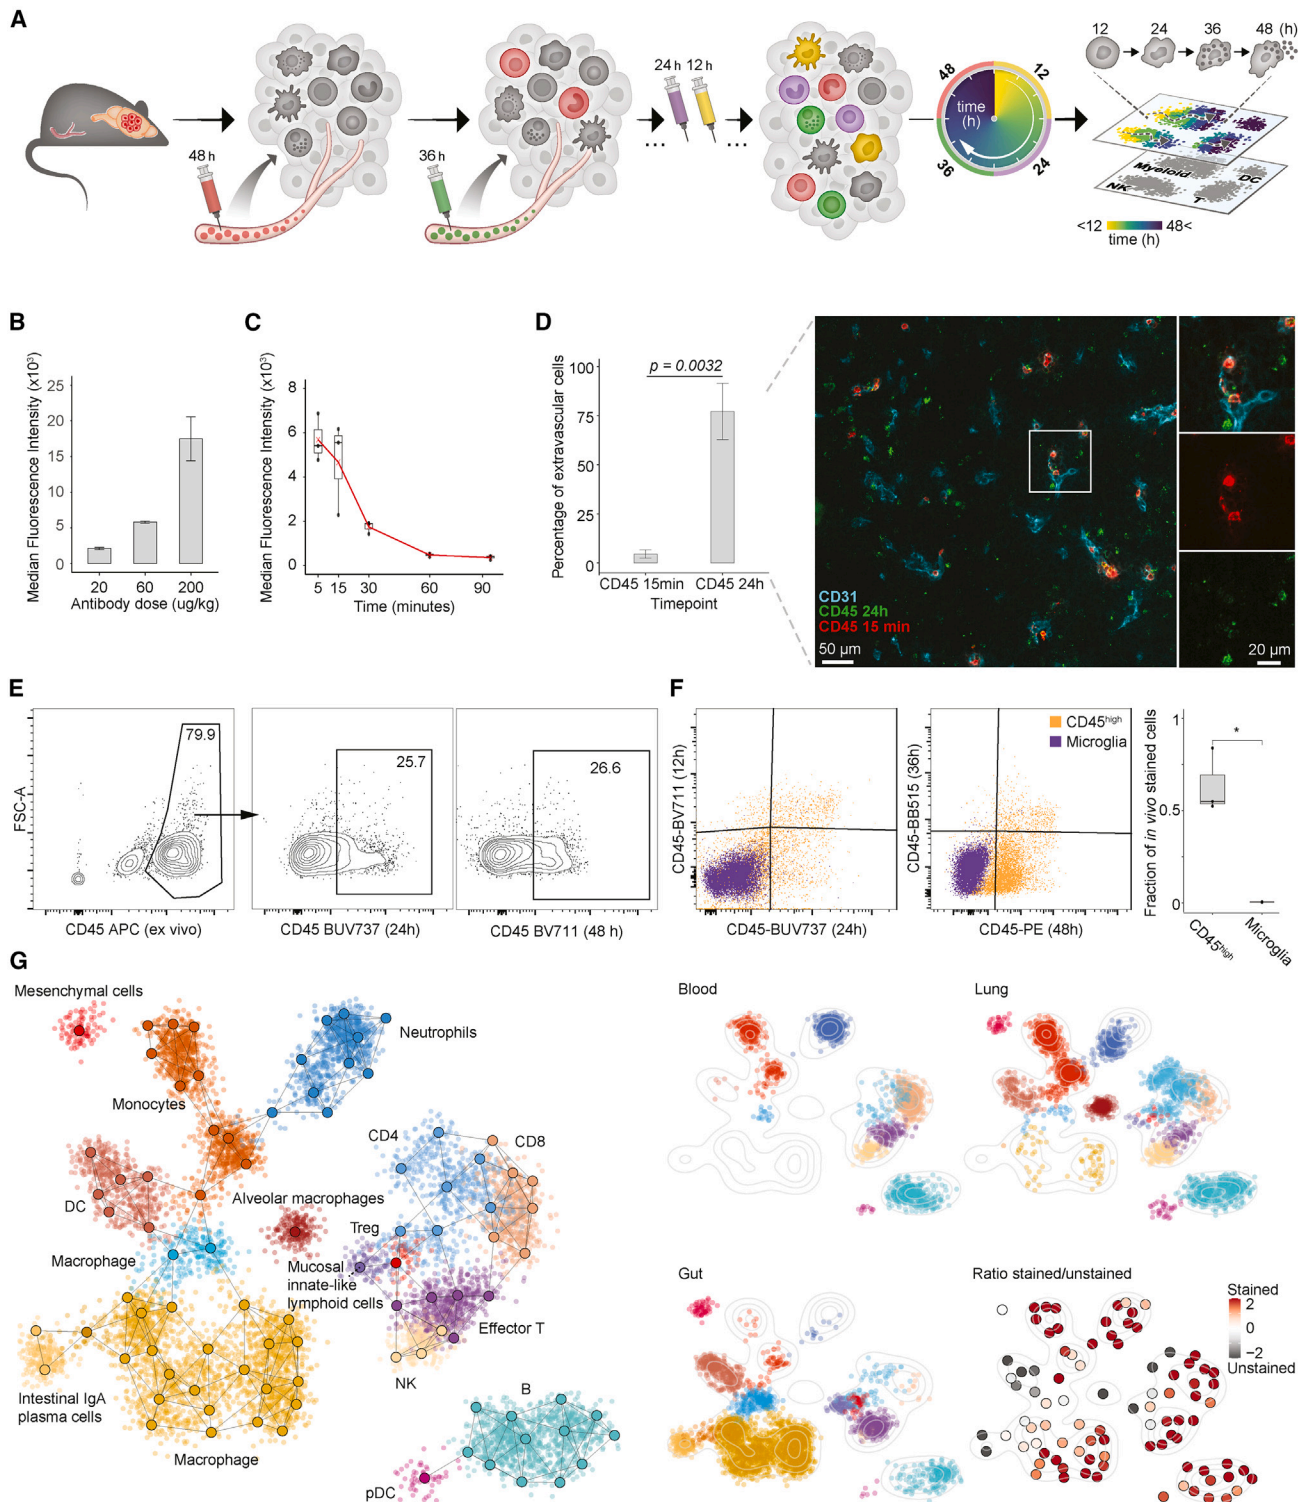 A
48 h
36 h
24 h 12 h
...
...
48
12
time
(h)
36
24
12 24 36 48 (h)
Myeloid
DC
NK
T
<12 48<
time (h)
B
Median Fluorescence Intensity (x10³)
25
20
15
10
5
0
20 60 200
Antibody dose (ug/kg)
C
Median Fluorescence Intensity (x10³)
8
6
4
2
0
5 15 30 60 90
Time (minutes)
D
Percentage of extravascular cells
100
75
50
25
0
p = 0.0032
CD45 15min CD45 24h
Timepoint
CD31
CD45 24h
CD45 15 min
50 µm
20 µm
E
FSC-A
79.9
25.7
26.6
CD45 APC (ex vivo)
CD45 BUV737 (24h)
CD45 BV711 (48 h)
F
CD45-BV711 (12h)
CD45-BUV737 (24h)
CD45-BB515 (36h)
CD45-PE (48h)
CD45high
Microglia
Fraction of in vivo stained cells
1
0.5
0
*
CD45high
Microglia
G
Mesenchymal cells
Neutrophils
Monocytes
CD4
CD8
DC
Alveolar macrophages
Treg
Macrophage
Mucosal
innate-like
lymphoid cells
Effector T
NK
Intestinal IgA
plasma cells
Macrophage
B
pDC
Blood
Lung
Gut
Ratio stained/unstained
Stained
2
0
−2
Unstained